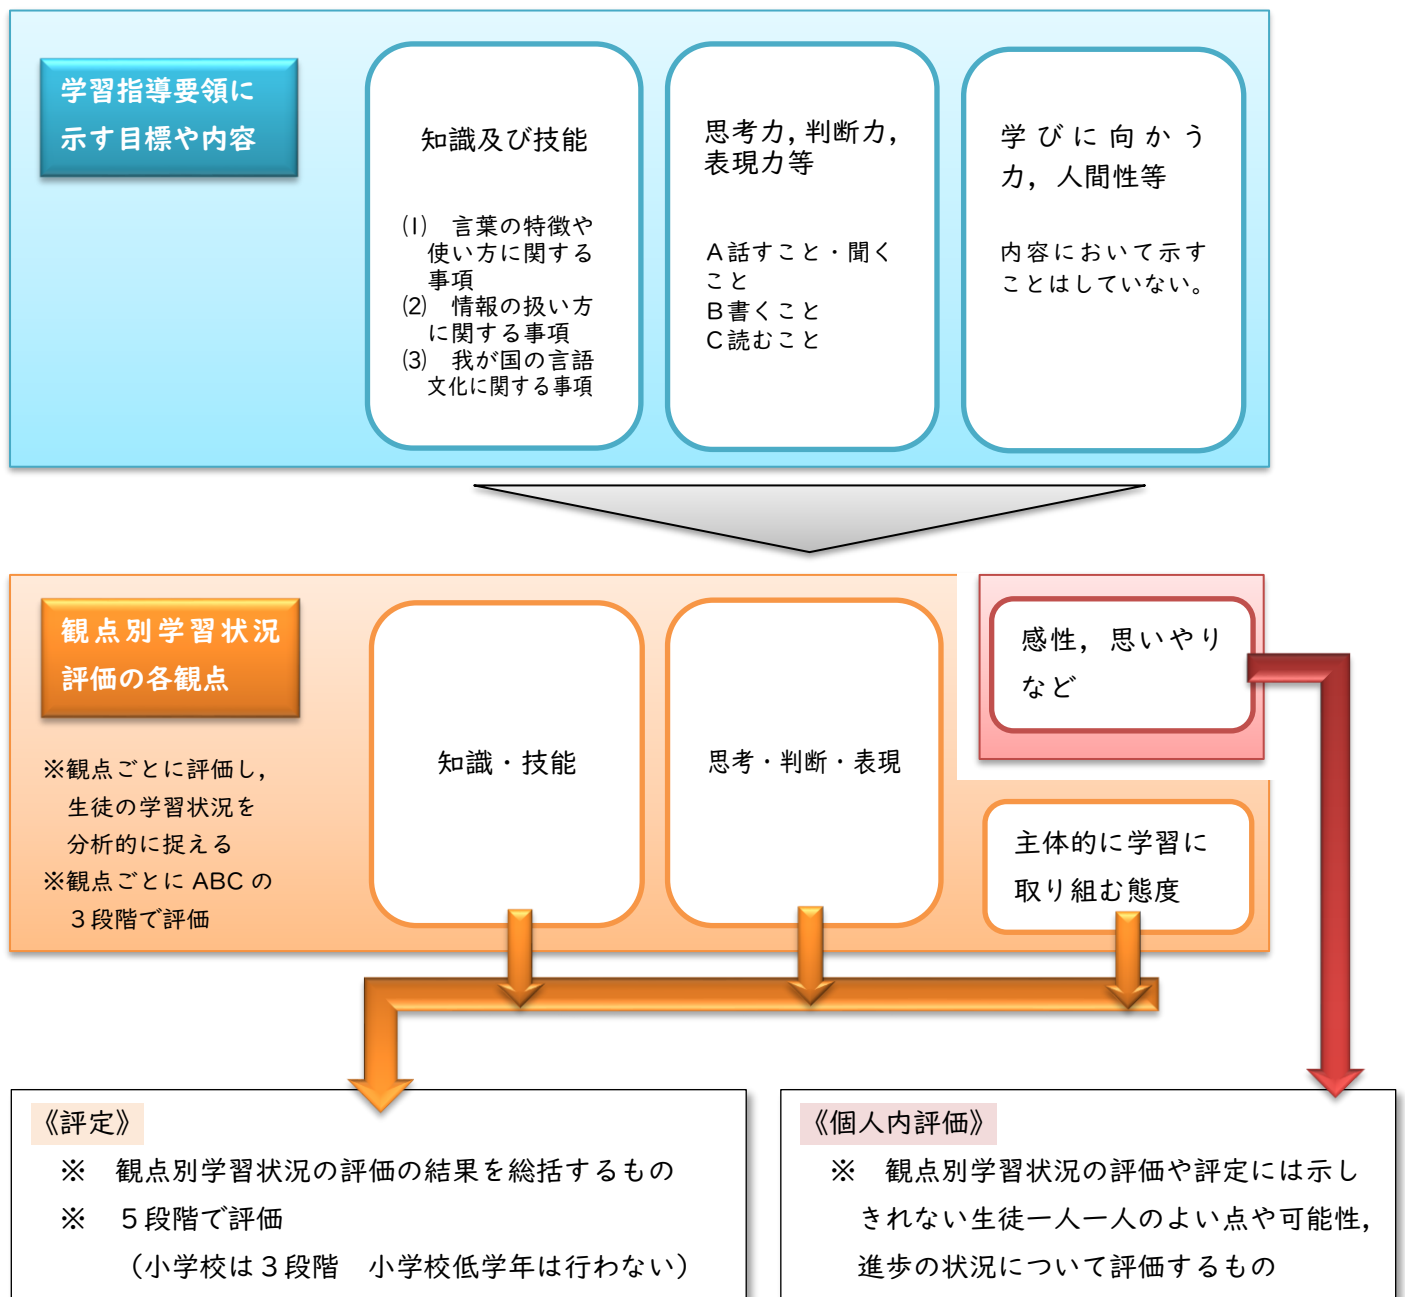 学習指導要領に
示す目標や内容
知識及び技能
⑴　言葉の特徴や
使い方に関する
事項
⑵　情報の扱い方
に関する事項
⑶　我が国の言語
文化に関する事項
思考力，判断力，
表現力等
Ａ話すこと・聞く
こと
Ｂ書くこと
Ｃ読むこと
学びに向かう
力，人間性等
内容において示す
ことはしていない。
観点別学習状況
評価の各観点
※観点ごとに評価し，
生徒の学習状況を
分析的に捉える
※観点ごとに ABC の
３段階で評価
知識・技能
思考・判断・表現
感性，思いやり
など
主体的に学習に
取り組む態度
《評定》
※　観点別学習状況の評価の結果を総括するもの
※　５段階で評価
（小学校は３段階　小学校低学年は行わない）
《個人内評価》
※　観点別学習状況の評価や評定には示し
きれない生徒一人一人のよい点や可能性，
進歩の状況について評価するもの